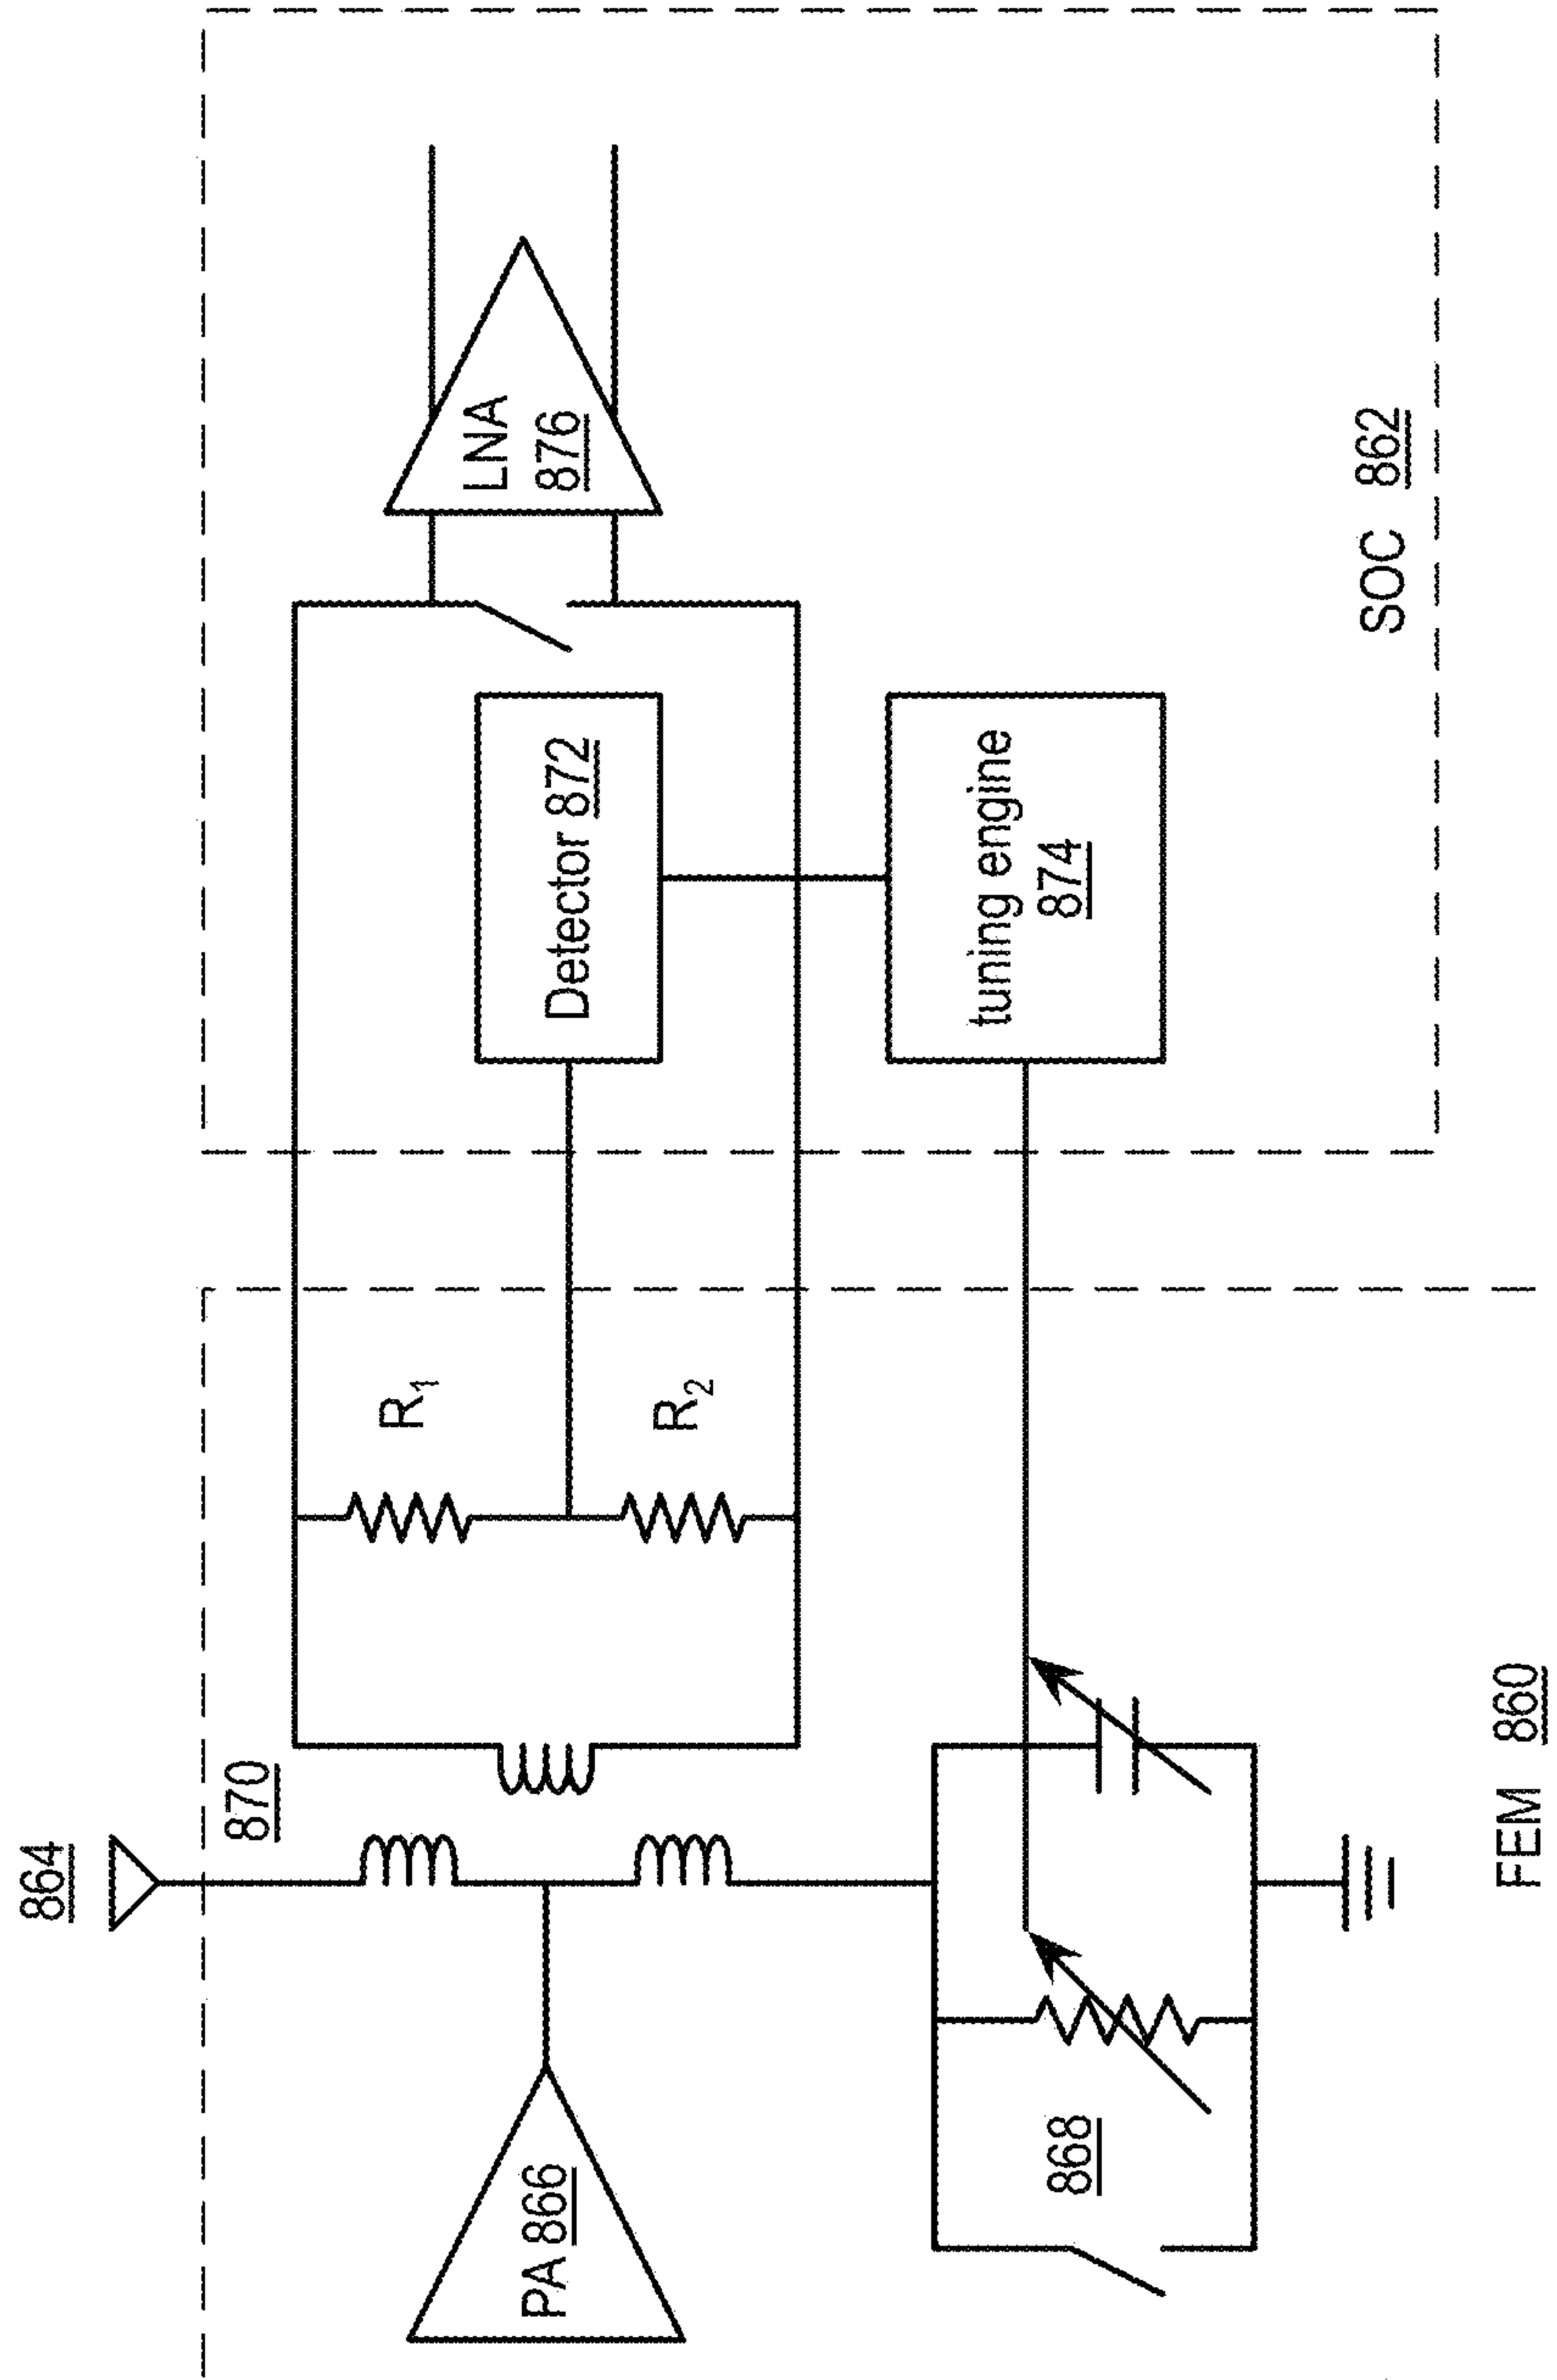 864
870
R1
R2
PA 866
868
FEM 860
Detector 872
LNA
876
tuning engine
874
SOC 862